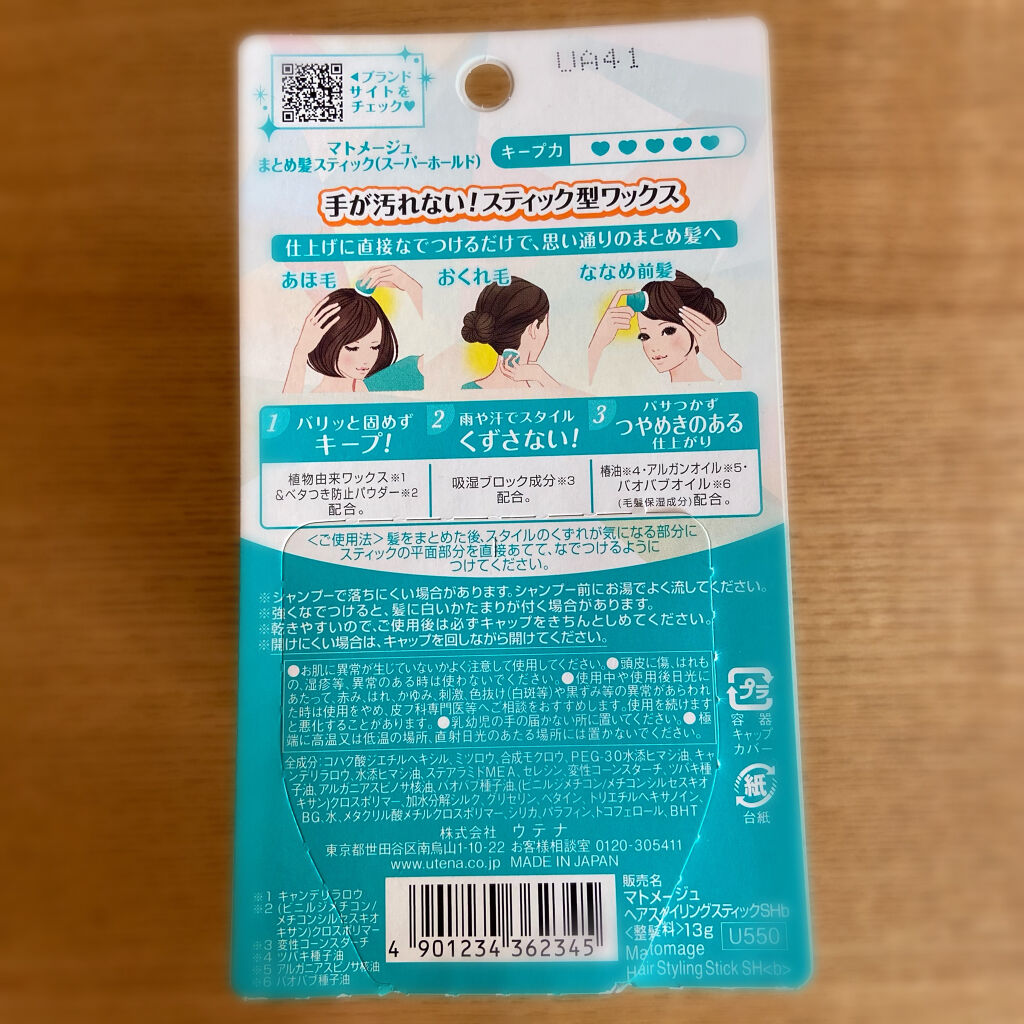 UA41
◀ブランド
サイトを
チェック♥
マトメージュ
まとめ髪スティック(スーパーホールド)
キープ力
手が汚れない!スティック型ワックス
仕上げに直接なでつけるだけで、思い通りのまとめ髪へ
あほ毛
おくれ毛
ななめ前髪
1 バリッと固めず
キープ!
2 雨や汗でスタイル
くずさない!
3 パサつかず
つやめきのある
仕上がり
植物由来ワックス※1
&ベタつき防止パウダー※2
配合。
吸湿ブロック成分※3
配合。
椿油※4・アルガンオイル※5・
バオバブオイル※6
(毛髪保湿成分)配合。
<ご使用法>髪をまとめた後、スタイルのくずれが気になる部分に
スティックの平面部分を直接あてて、なでつけるように
つけてください。
※シャンプーで落ちにくい場合があります。シャンプー前にお湯でよく流してください。
※強くなでつけると、髪に白いかたまりが付く場合があります。
※乾きやすいので、ご使用後は必ずキャップをきちんとしめてください。
※開けにくい場合は、キャップを回しながら開けてください。
●お肌に異常が生じていないかよく注意して使用してください。●頭皮に傷、はれも
の、湿疹等、異常のある時は使わないでください。●使用中や使用後日光に
あたって、赤み、はれ、かゆみ、刺激、色抜け(白斑等)や黒ずみ等の異常があらわれ
た時は使用をやめ、皮フ科専門医等へご相談をおすすめします。使用を続けます
と悪化することがあります。●乳幼児の手の届かない所に置いてください。●極
端に高温又は低温の場所、直射日光のあたる場所には置かないでください。
プラ
容器
キャップ
カバー
紙
台紙
全成分:コハク酸ジエチルヘキシル、ミツロウ、合成モクロウ、PEG-30水添ヒマシ油、キャ
ンデリラロウ、水添ヒマシ油、ステアラミドMEA、セレシン、変性コーンスターチ、ツバキ種
子油、アルガニアスピノサ核油、バオバブ種子油、(ビニルジメチコン/メチコンシルセスキオ
キサン)クロスポリマー、加水分解シルク、グリセリン、ベタイン、トリエチルヘキサノイン、
BG、水、メタクリル酸メチルクロスポリマー、シリカ、パラフィン、トコフェロール、BHT
株式会社 ウテナ
東京都世田谷区南烏山1-10-22 お客様相談室 0120-305411
www.utena.co.jp MADE IN JAPAN
※1 キャンデリラロウ
※2 (ビニルジメチコン/
メチコンシルセスキオ
キサン)クロスポリマー
※3 変性コーンスターチ
※4 ツバキ種子油
※5 アルガニアスピノサ核油
※6 バオバブ種子油
4 901234 362345
販売名
マトメージュ
ヘアスタイリングスティックSHb
<整髪料>13g
U550
Matomage
Hair Styling Stick SH<b>